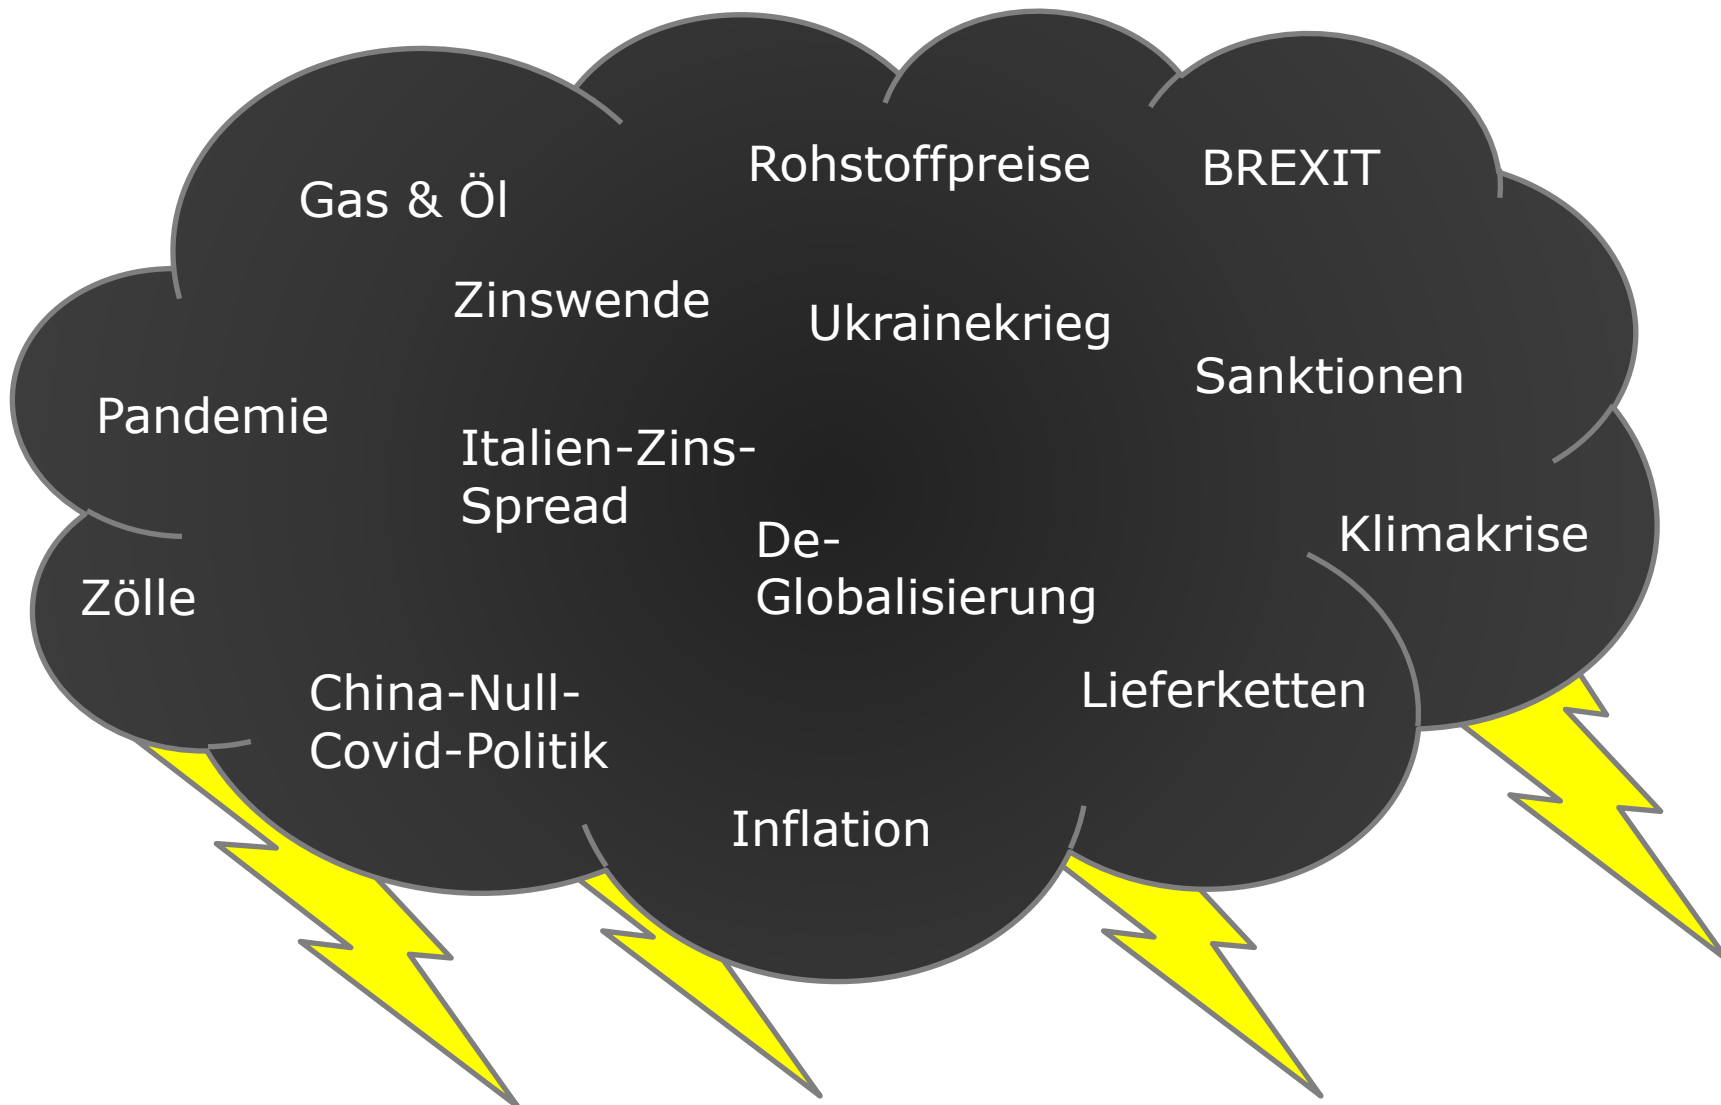 Rohstoffpreise
BREXIT
Gas & Öl
Zinswende
Ukrainekrieg
Sanktionen
Pandemie
Italien-Zins-
Spread
De-
Globalisierung
Klimakrise
Zölle
China-Null-
Covid-Politik
Lieferketten
Inflation